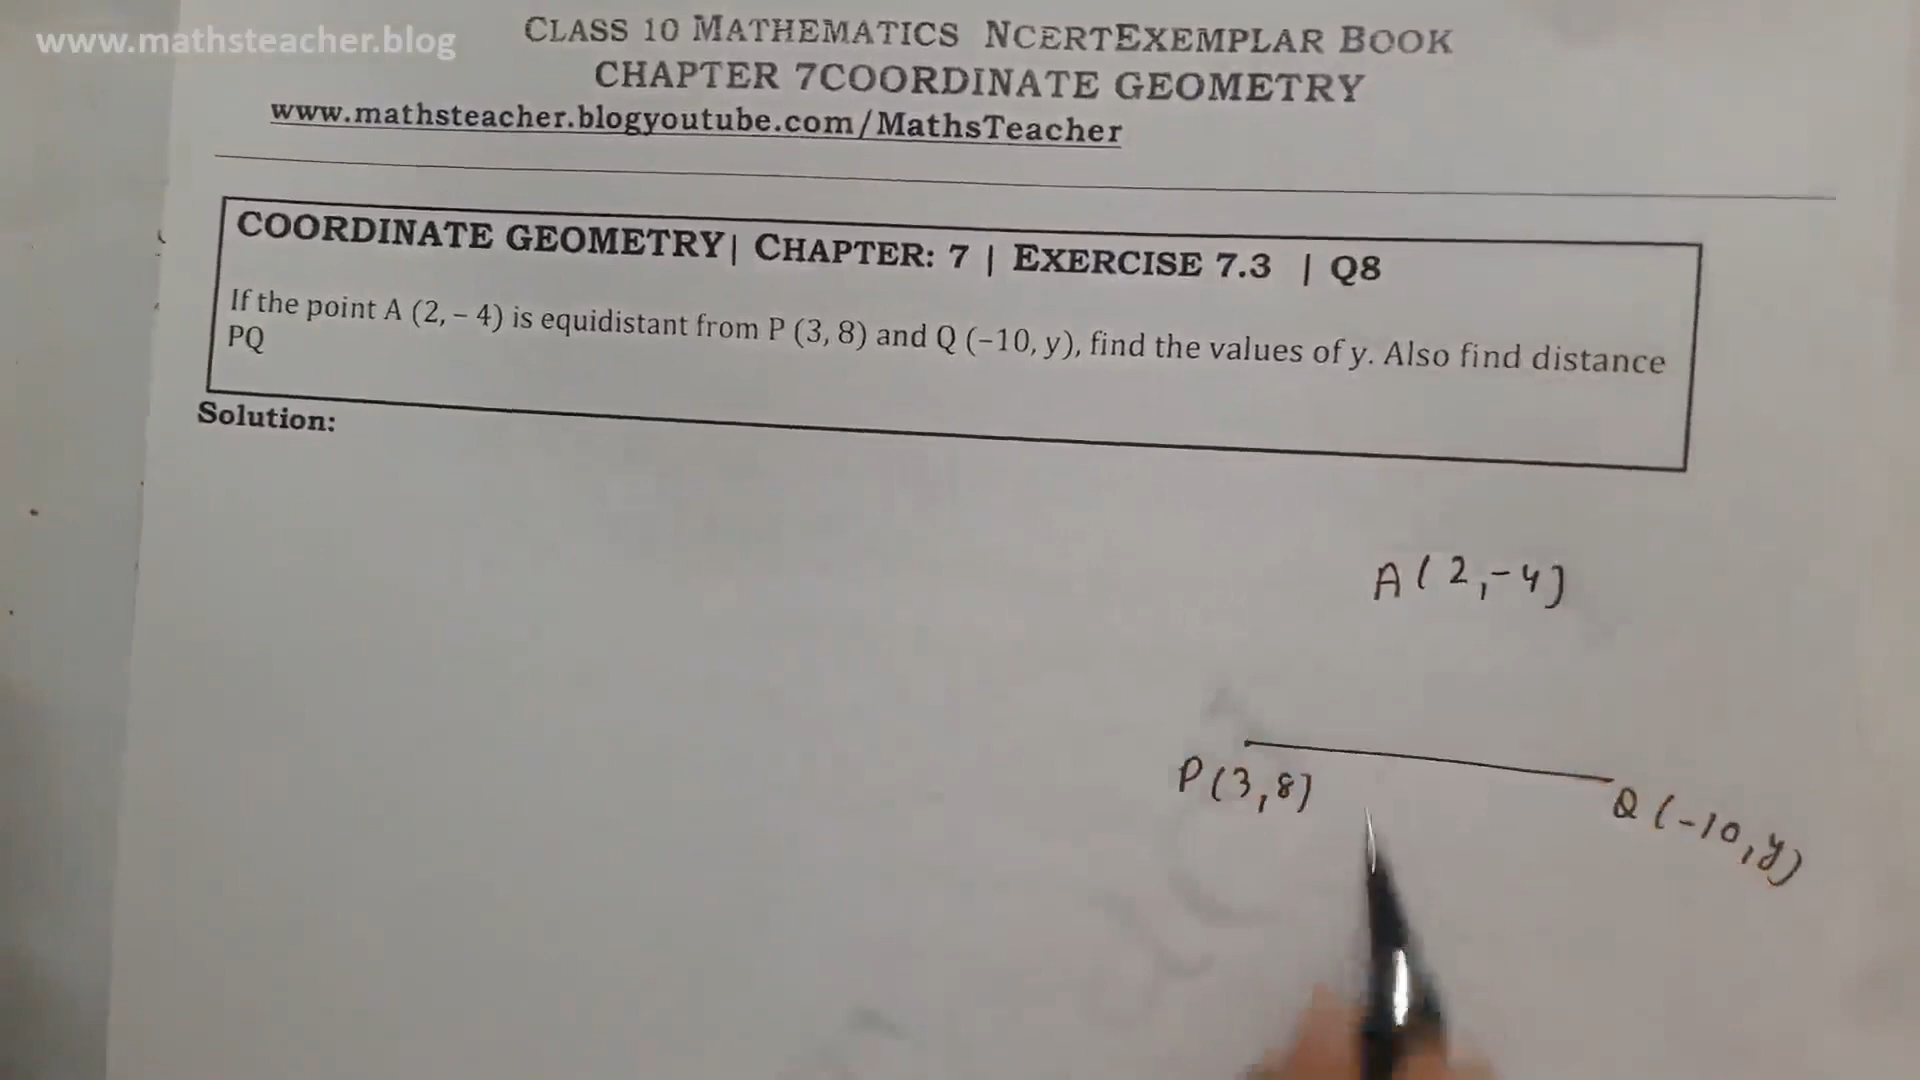 www.mathsteacher.blog
CLASS 10 MATHEMATICS NCERTEXEMPLAR BOOK
CHAPTER 7COORDINATE GEOMETRY
www.mathsteacher.blogyoutube.com/MathsTeacher
COORDINATE GEOMETRY| CHAPTER: 7 | EXERCISE 7.3 | Q8
If the point A (2, – 4) is equidistant from P (3, 8) and Q (–10, y), find the values of y. Also find distance
PQ
Solution:
A(2,-4)
P(3,8)
Q(-10,y)